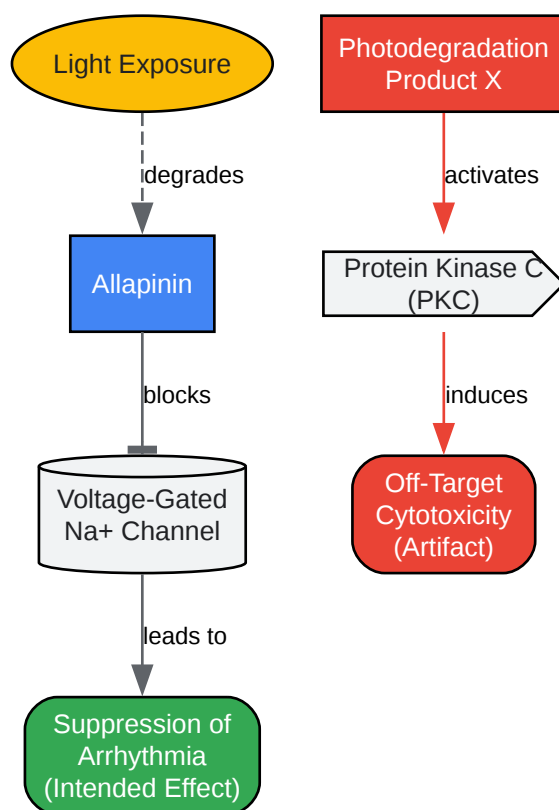 Light Exposure
degrades
Allapinin
blocks
Voltage-Gated
Na+ Channel
leads to
Suppression of
Arrhythmia
(Intended Effect)
Photodegradation
Product X
activates
Protein Kinase C
(PKC)
induces
Off-Target
Cytotoxicity
(Artifact)